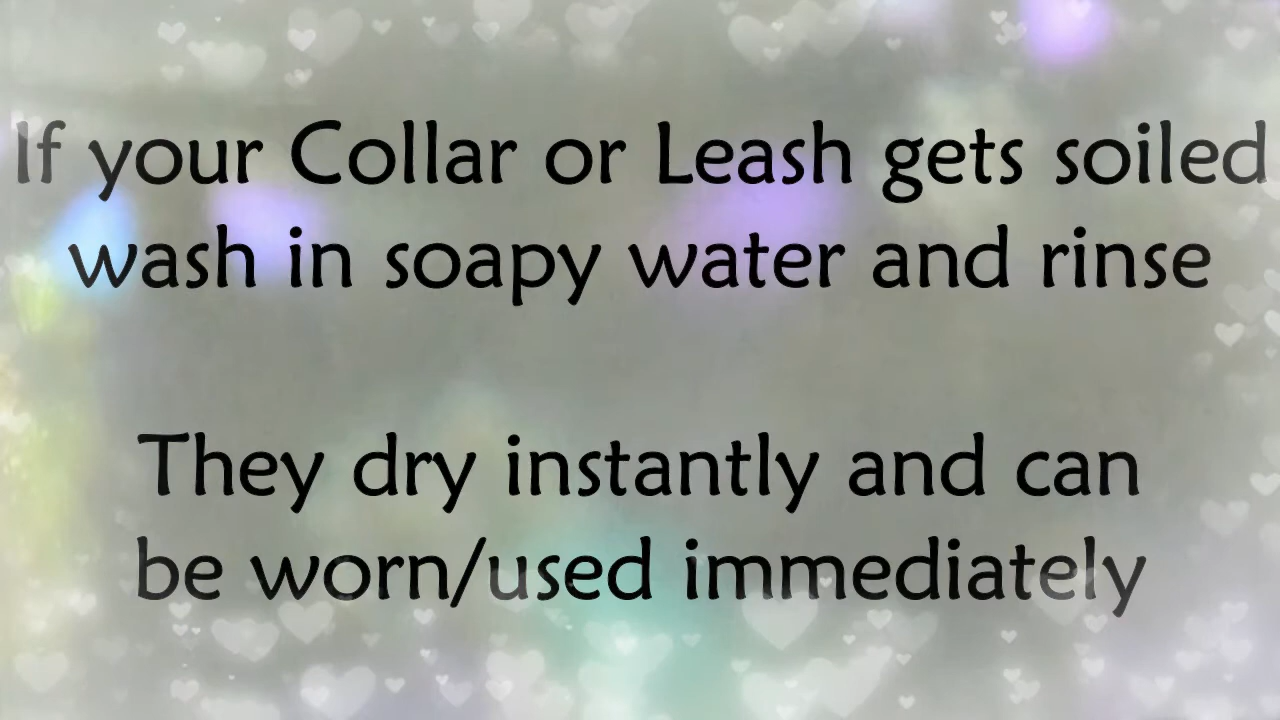 If your Collar or Leash gets soiled
wash in soapy water and rinse
They dry instantly and can
be worn/used immediately